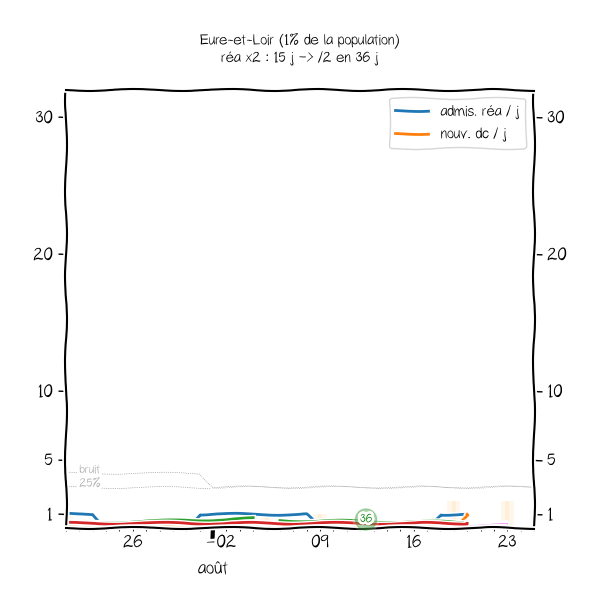 Eure-et-Loir (1% de la population)
réa x2 : 15 j -> /2 en 36 j
admis. réa / j
nouv. dc / j
30
30
20
20
10
10
5
5
bruit
25%
1
1
36
26
02
09
16
23
août